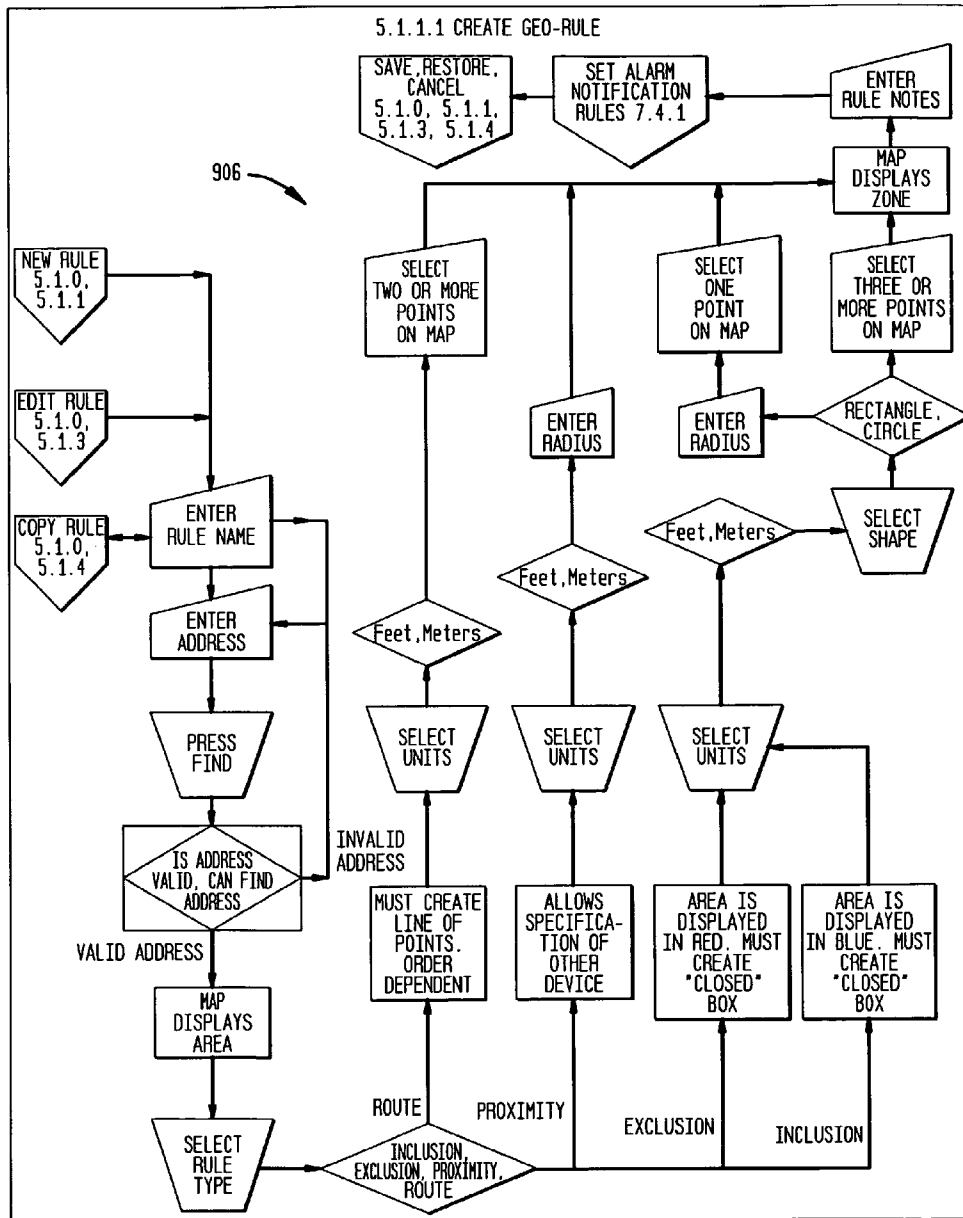 5.1.1.1 CREATE GEO-RULE
SAVE,RESTORE,
CANCEL
5.1.0, 5.1.1,
5.1.3, 5.1.4
SET ALARM
NOTIFICATION
RULES 7.4.1
ENTER
RULE NOTES
MAP
DISPLAYS
ZONE
906
NEW RULE
5.1.0,
5.1.1
SELECT
TWO OR MORE
POINTS
ON MAP
SELECT
ONE
POINT
ON MAP
SELECT
THREE OR
MORE POINTS
ON MAP
EDIT RULE
5.1.0,
5.1.3
ENTER
RADIUS
ENTER
RADIUS
RECTANGLE,
CIRCLE
COPY RULE
5.1.0,
5.1.4
ENTER
RULE NAME
Feet,Meters
SELECT
SHAPE
ENTER
ADDRESS
Feet,Meters
Feet,Meters
PRESS
FIND
SELECT
UNITS
SELECT
UNITS
SELECT
UNITS
IS ADDRESS
VALID, CAN FIND
ADDRESS
INVALID
ADDRESS
VALID ADDRESS
MUST CREATE
LINE OF
POINTS.
ORDER
DEPENDENT
ALLOWS
SPECIFICA-
TION OF
OTHER
DEVICE
AREA IS
DISPLAYED
IN RED. MUST
CREATE
"CLOSED"
BOX
AREA IS
DISPLAYED
IN BLUE. MUST
CREATE
"CLOSED"
BOX
MAP
DISPLAYS
AREA
ROUTE
PROXIMITY
EXCLUSION
INCLUSION
SELECT
RULE
TYPE
INCLUSION,
EXCLUSION, PROXIMITY,
ROUTE